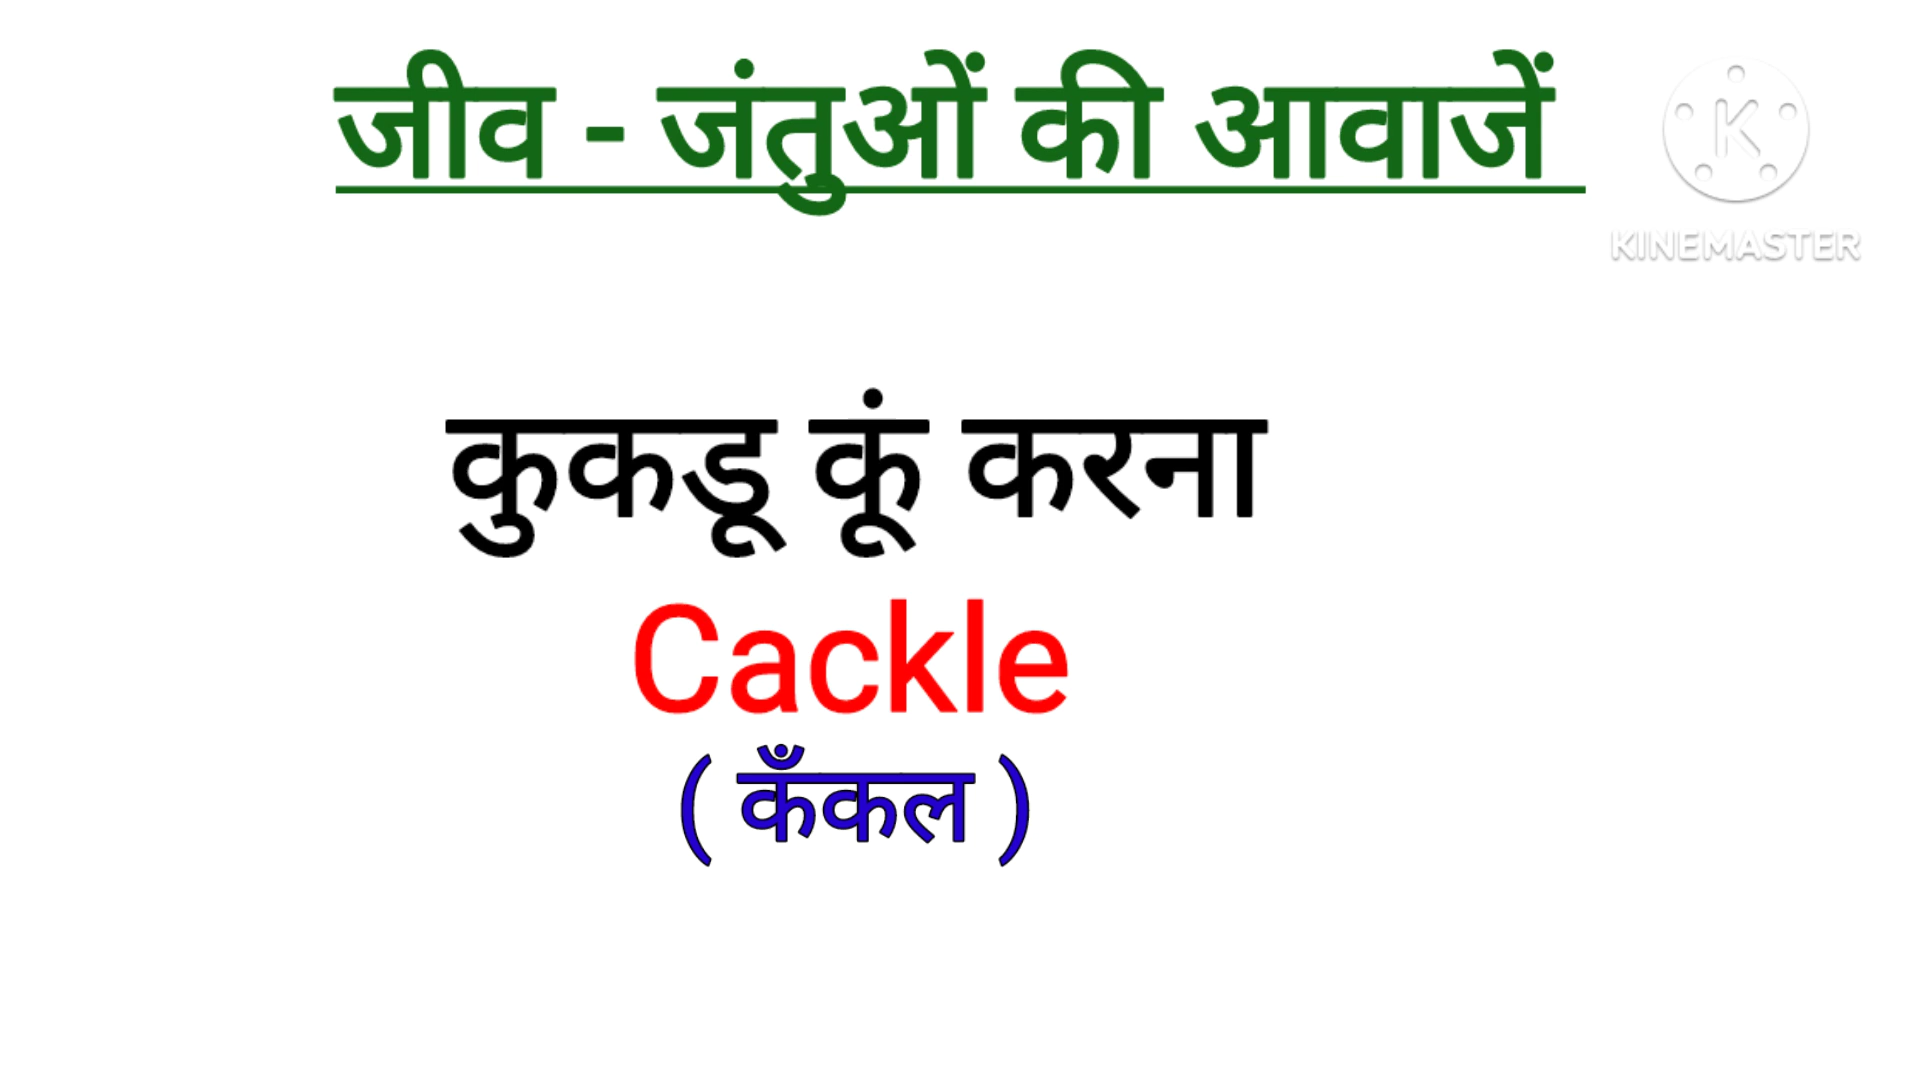 जीव - जंतुओं की आवाजें
K
KINEMASTER
कुकडू कूं करना
Cackle
( कँकल )